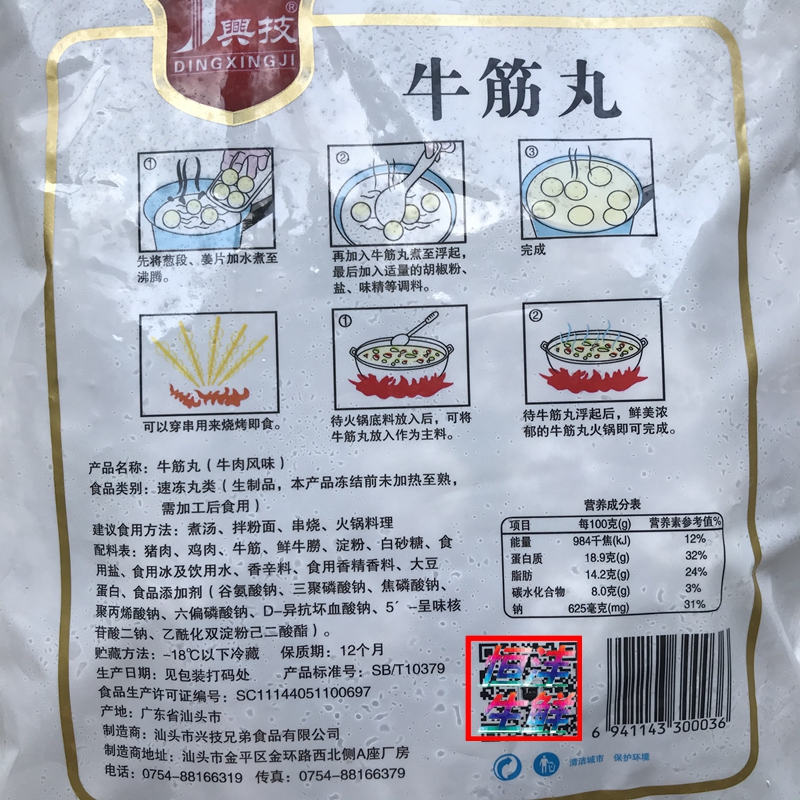 興技®
DINGXINGJI
牛筋丸
①
②
③
先将葱段、姜片加水煮至
沸腾。
再加入牛筋丸煮至浮起，
最后加入适量的胡椒粉、
盐、味精等调料。
完成
①
②
可以穿串用来烧烤即食。
待火锅底料放入后，可将
牛筋丸放入作为主料。
待牛筋丸浮起后，鲜美浓
郁的牛筋丸火锅即可完成。
产品名称：牛筋丸（牛肉风味）
食品类别：速冻丸类（生制品，本产品冻结前未加热至熟，
需加工后食用）
建议食用方法：煮汤、拌粉面、串烧、火锅料理
配料表：猪肉、鸡肉、牛筋、鲜牛膀、淀粉、白砂糖、食
用盐、食用冰及饮用水、香辛料、食用香精香料、大豆
蛋白、食品添加剂（谷氨酸钠、三聚磷酸钠、焦磷酸钠、
聚丙烯酸钠、六偏磷酸钠、D-异抗坏血酸钠、5´-呈味核
苷酸二钠、乙酰化双淀粉己二酸酯）。
贮藏方法：-18℃以下冷藏 保质期：12个月
生产日期：见包装打码处 产品标准号：SB/T10379
食品生产许可证编号：SC11144051100697
产地：广东省汕头市
制造商：汕头市兴技兄弟食品有限公司
制造商地址：汕头市金平区金环路西北侧A座厂房
电话：0754-88166319 传真：0754-88166379
营养成分表
项目 每100克(g) 营养素参考值%
能量 984千焦(kJ) 12%
蛋白质 18.9克(g) 32%
脂肪 14.2克(g) 24%
碳水化合物 8.0克(g) 3%
钠 625毫克(mg) 31%
恒洋
生鲜
6 941143 300036
清洁城市 保护环境